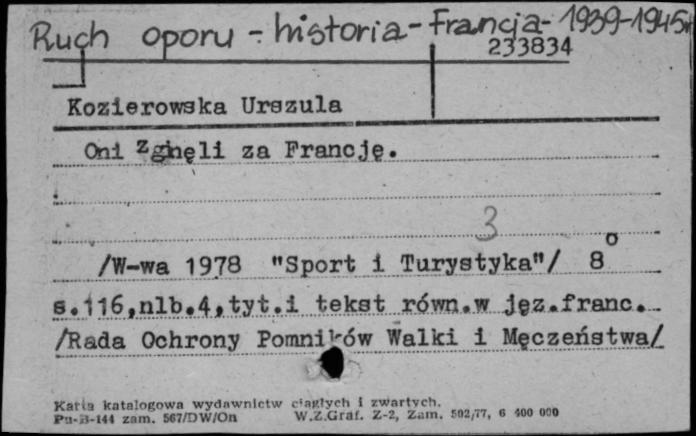 Ruch oporu - historia - Francja - 1939-1945
233834
Kozierowska Urszula
Oni zginęli za Francję.
3
/W-wa 1978 "Sport i Turystyka"/ 8°
s.116,nlb.4,tyt.i tekst równ.w jęz.franc.
/Rada Ochrony Pomników Walki i Męczeństwa/
Karta katalogowa wydawnictw ciągłych i zwartych.
Pu-B-144 zam. 567/DW/On W.Z.Graf. Z-2, Zam. 502/77, 6 400 000